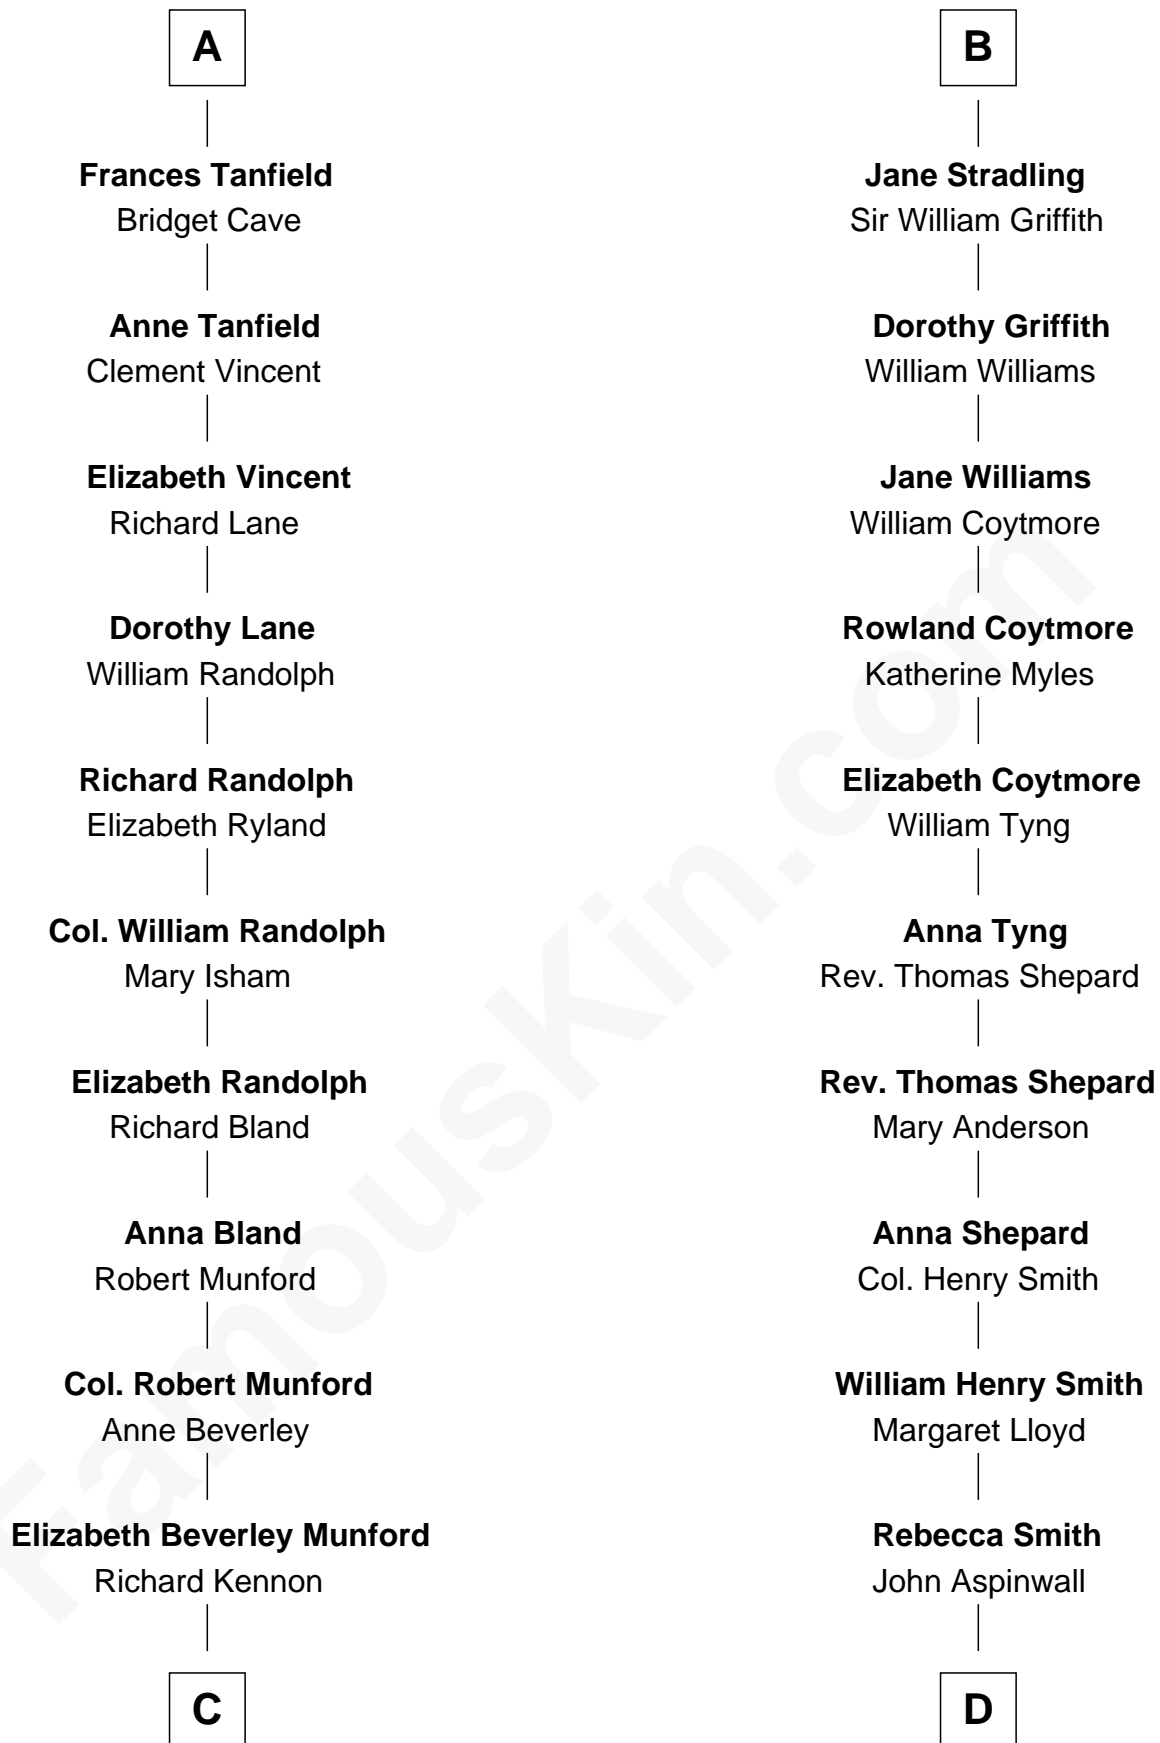 A
Frances Tanfield
Bridget Cave
Anne Tanfield
Clement Vincent
Elizabeth Vincent
Richard Lane
Dorothy Lane
William Randolph
Richard Randolph
Elizabeth Ryland
Col. William Randolph
Mary Isham
Elizabeth Randolph
Richard Bland
Anna Bland
Robert Munford
Col. Robert Munford
Anne Beverley
Elizabeth Beverley Munford
Richard Kennon
C
B
Jane Stradling
Sir William Griffith
Dorothy Griffith
William Williams
Jane Williams
William Coytmore
Rowland Coytmore
Katherine Myles
Elizabeth Coytmore
William Tyng
Anna Tyng
Rev. Thomas Shepard
Rev. Thomas Shepard
Mary Anderson
Anna Shepard
Col. Henry Smith
William Henry Smith
Margaret Lloyd
Rebecca Smith
John Aspinwall
D
FamousKin.com